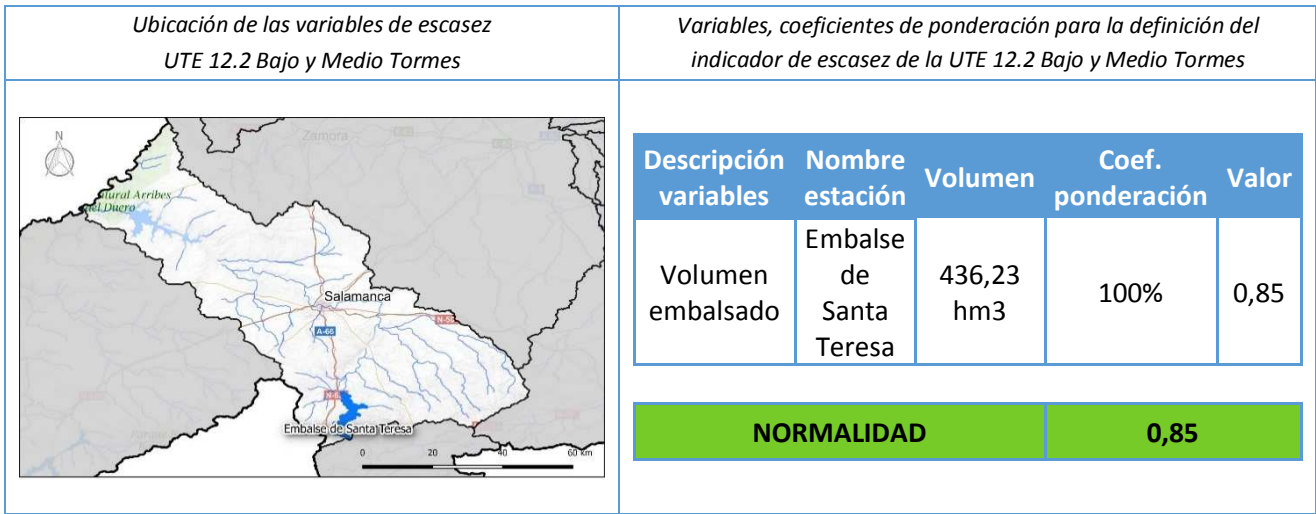 Ubicación de las variables de escasez
UTE 12.2 Bajo y Medio Tormes
Variables, coeficientes de ponderación para la definición del
indicador de escasez de la UTE 12.2 Bajo y Medio Tormes
N
Zamora
tural Arribes
del Duero
Salamanca
A-66
Embalse de Santa Teresa
0 20 40 60 km
Descripción variables
Nombre estación
Volumen
Coef. ponderación
Valor
Volumen embalsado
Embalse de Santa Teresa
436,23 hm3
100%
0,85
NORMALIDAD
0,85